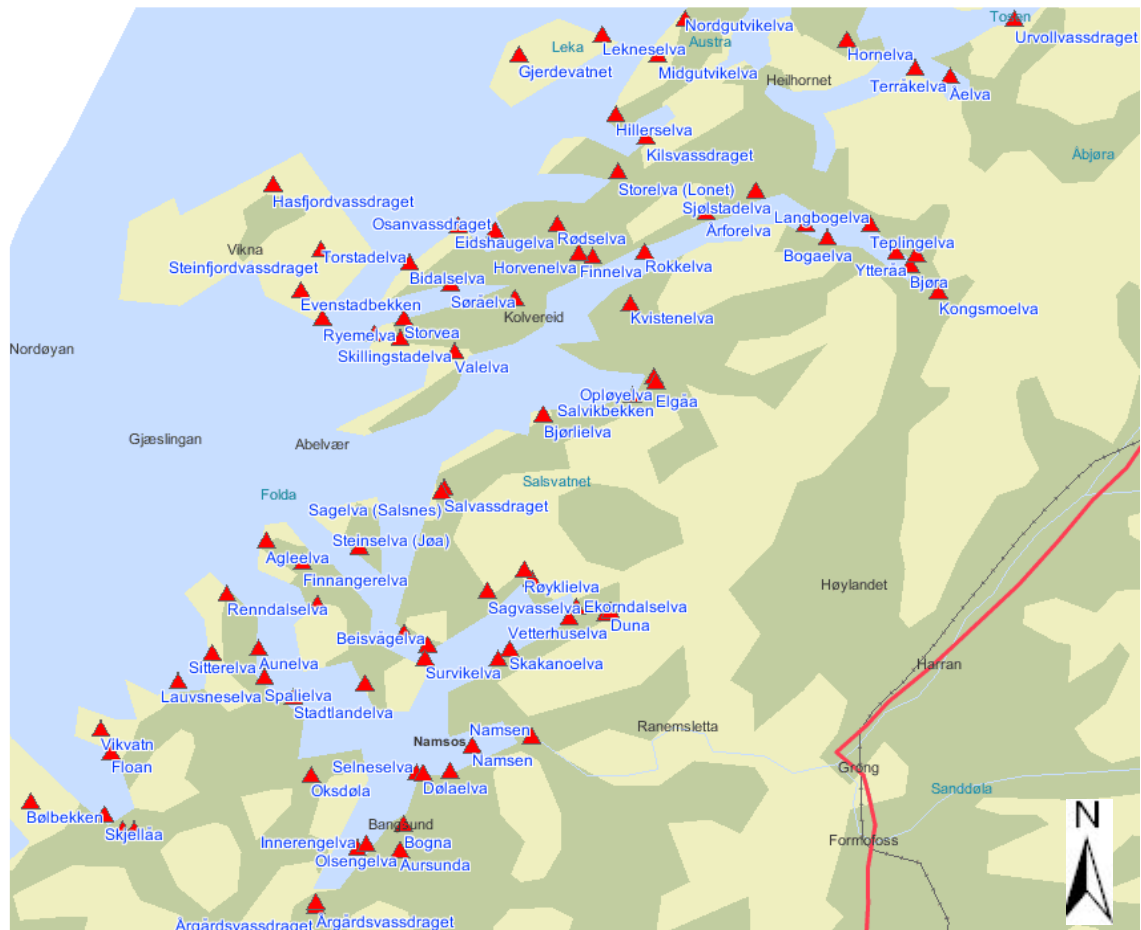 Tosen
Nordgutvikelva
Urvollvassdraget
Lekneselva
Leka
Austra
Hornelva
Gjerdevatnet
Midgutvikelva
Heilhornet
Terråkelva
Åelva
Hillerselva
Kilsvassdraget
Åbjøra
Storelva (Lonet)
Hasfjordvassdraget
Sjølstadelva
Osanvassdraget
Langbogelva
Årforelva
Eidshaugelva
Rødselva
Teplingelva
Vikna
Torstadelva
Bogaelva
Steinfjordvassdraget
Horvenelva
Finnelva
Rokkelva
Ytteråa
Bidalselva
Bjøra
Evenstadbekken
Søråelva
Kolvereid
Kvistenelva
Kongsmoelva
Ryemelva
Storvea
Nordøyan
Skillingstadelva
Valelva
Opløyelva
Elgåa
Salvikbekken
Bjørlielva
Gjæslingan
Abelvær
Salsvatnet
Folda
Sagelva (Salsnes)
Salvassdraget
Steinselva (Jøa)
Agleelva
Finnangerelva
Røyklielva
Høylandet
Renndalselva
Sagvasselva
Ekorndalselva
Duna
Beisvågelva
Vetterhuselva
Aunelva
Sitterelva
Survikelva
Skakanoelva
Harran
Lauvsneselva
Spalielva
Stadtlandelva
Ranemsletta
Vikvatn
Namsos
Namsen
Floan
Namsen
Selneselva
Oksdøla
Dølaelva
Grong
Sanddøla
Bølbekken
Skjellåa
Bangsund
N
Innerengelva
Bogna
Formofoss
Olsengelva
Aursunda
Årgårdsvassdraget
Årgårdsvassdraget